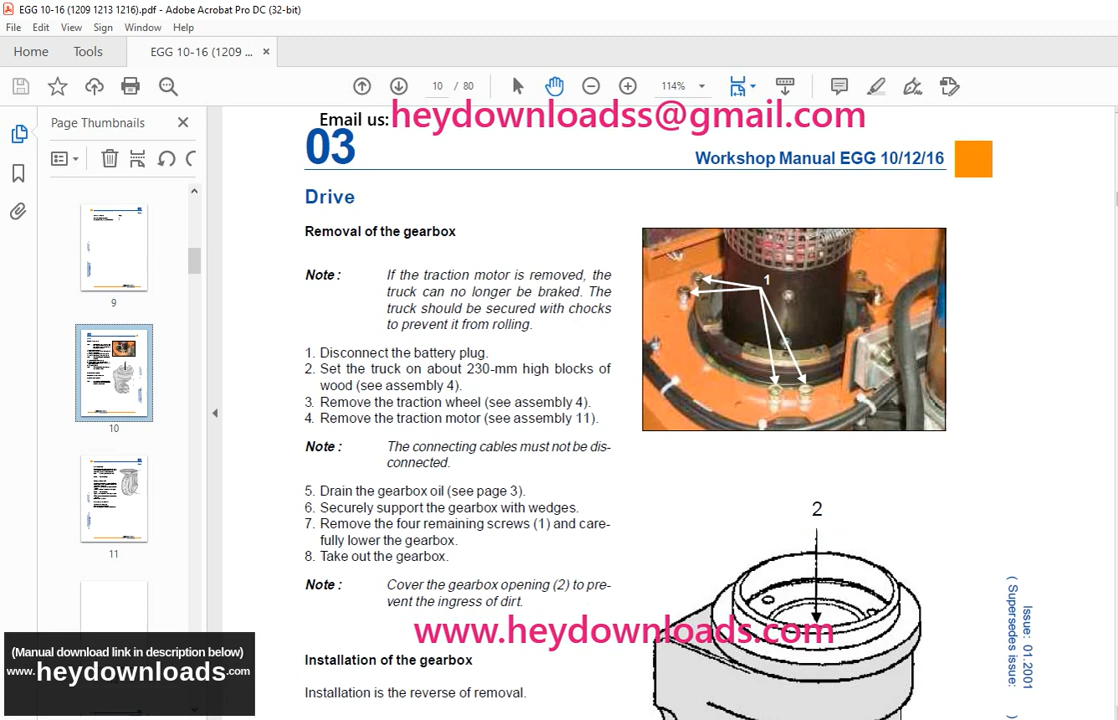 EGG 10-16 (1209 1213 1216).pdf - Adobe Acrobat Pro DC (32-bit)
File Edit View Sign Window Help
Home Tools EGG 10-16 (1209 ... ×
10 / 80 114%
Page Thumbnails
9
10
11
Email us:heydownloadss@gmail.com
03
Workshop Manual EGG 10/12/16
Drive
Removal of the gearbox
Note : If the traction motor is removed, the
truck can no longer be braked. The
truck should be secured with chocks
to prevent it from rolling.
1. Disconnect the battery plug.
2. Set the truck on about 230-mm high blocks of
wood (see assembly 4).
3. Remove the traction wheel (see assembly 4).
4. Remove the traction motor (see assembly 11).
Note : The connecting cables must not be dis-
connected.
5. Drain the gearbox oil (see page 3).
6. Securely support the gearbox with wedges.
7. Remove the four remaining screws (1) and care-
fully lower the gearbox.
8. Take out the gearbox.
Note : Cover the gearbox opening (2) to pre-
vent the ingress of dirt.
www.heydownloads.com
Installation of the gearbox
Installation is the reverse of removal.
1
2
Issue: 01.2001
( Supersedes issue: )
(Manual download link in description below)
www.heydownloads.com